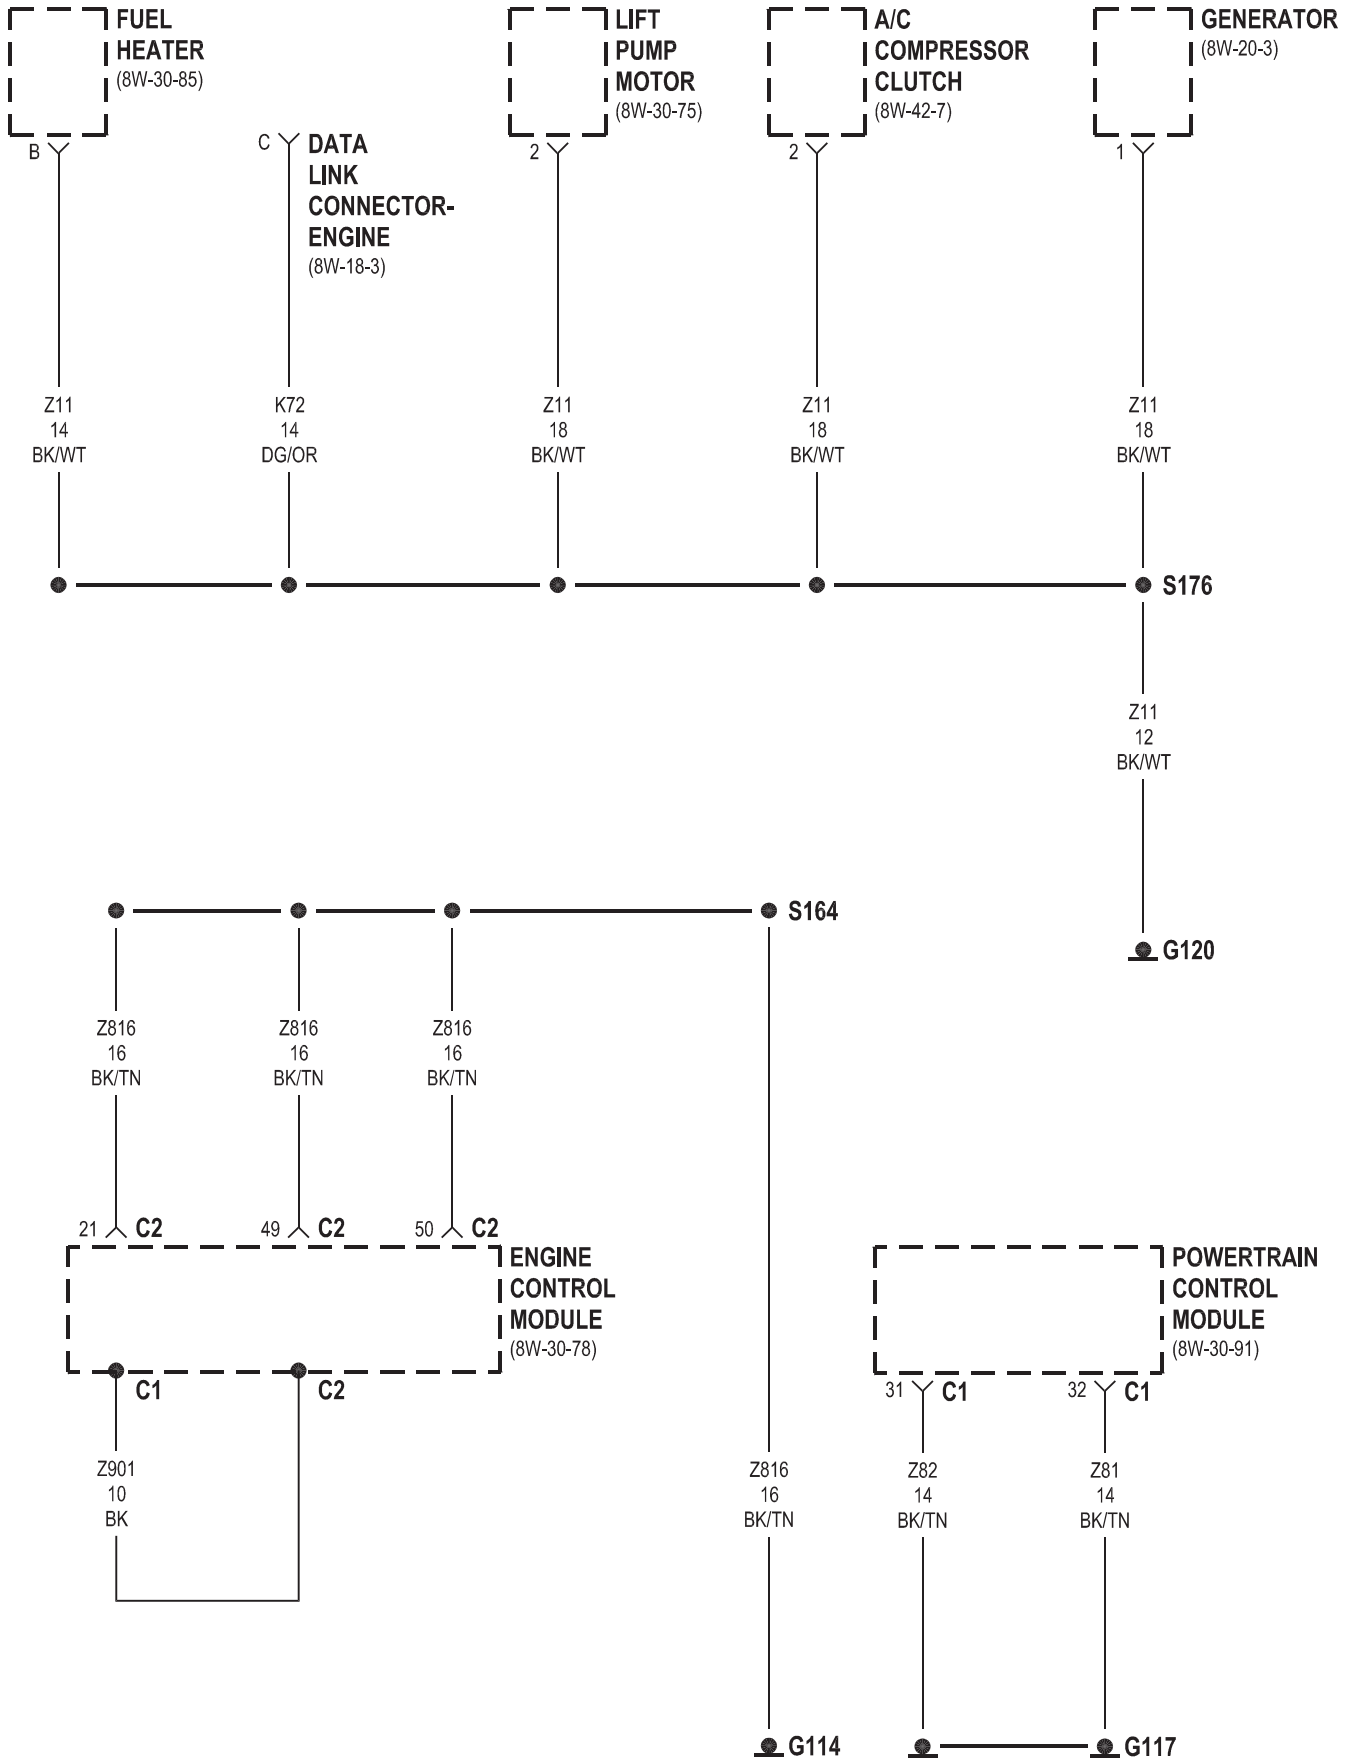 FUEL
HEATER
(8W-30-85)
B
C
DATA
LINK
CONNECTOR-
ENGINE
(8W-18-3)
LIFT
PUMP
MOTOR
(8W-30-75)
2
A/C
COMPRESSOR
CLUTCH
(8W-42-7)
2
GENERATOR
(8W-20-3)
1
Z11
14
BK/WT
K72
14
DG/OR
Z11
18
BK/WT
Z11
18
BK/WT
Z11
18
BK/WT
S176
Z11
12
BK/WT
G120
S164
Z816
16
BK/TN
Z816
16
BK/TN
Z816
16
BK/TN
21 C2
49 C2
50 C2
ENGINE
CONTROL
MODULE
(8W-30-78)
C1
C2
Z901
10
BK
Z816
16
BK/TN
G114
POWERTRAIN
CONTROL
MODULE
(8W-30-91)
31 C1
32 C1
Z82
14
BK/TN
Z81
14
BK/TN
G117